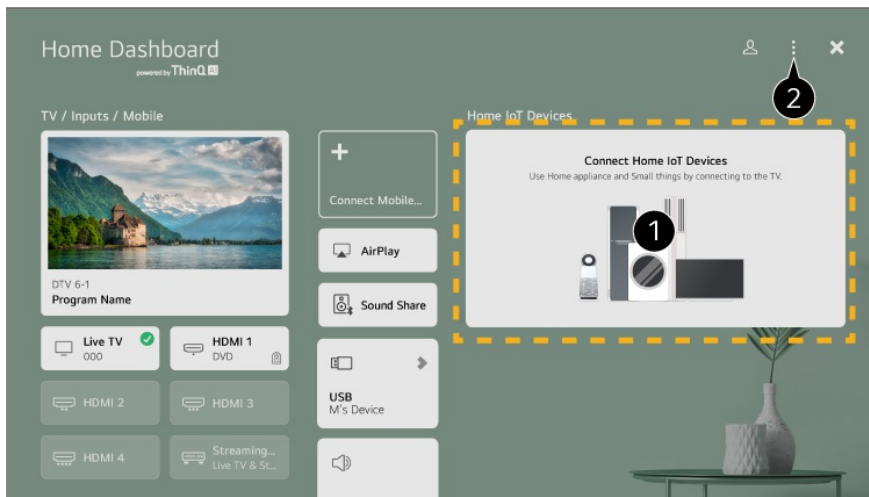 Home Dashboard
powered by ThinQ AI
2
TV / Inputs / Mobile
DTV 6-1
Program Name
Live TV
000
HDMI 1
DVD
HDMI 2
HDMI 3
HDMI 4
Streaming...
Live TV & St...
+
Connect Mobile...
AirPlay
Sound Share
USB
M's Device
Home IoT Devices
Connect Home IoT Devices
Use Home appliance and Small things by connecting to the TV.
1